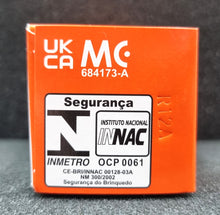 UK
CA
MC
684173-A
R12A
Segurança
N
INMETRO
INSTITUTO NACIONAL
INNAC
OCP 0061
CE-BRI/INNAC 00128-03A
NM 300/2002
Segurança do Brinquedo